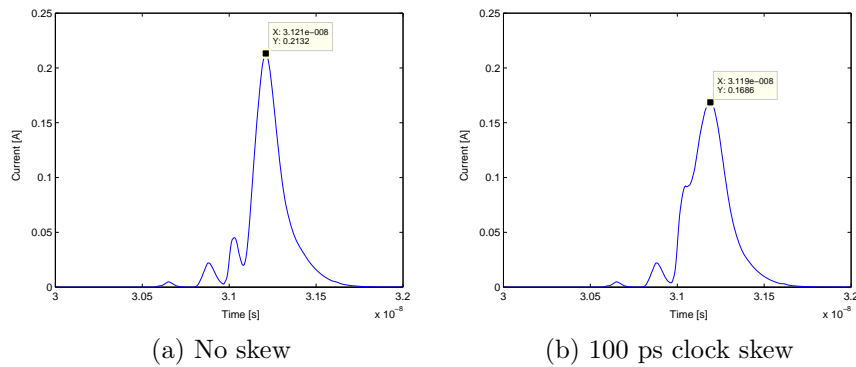 0.25
0.2
0.15
0.1
0.05
0
Current [A]
X: 3.121e−008
Y: 0.2132
3
3.05
3.1
3.15
3.2
Time [s]
x 10⁻⁸
(a) No skew
0.25
0.2
0.15
0.1
0.05
0
Current [A]
X: 3.119e−008
Y: 0.1686
3
3.05
3.1
3.15
3.2
Time [s]
x 10⁻⁸
(b) 100 ps clock skew